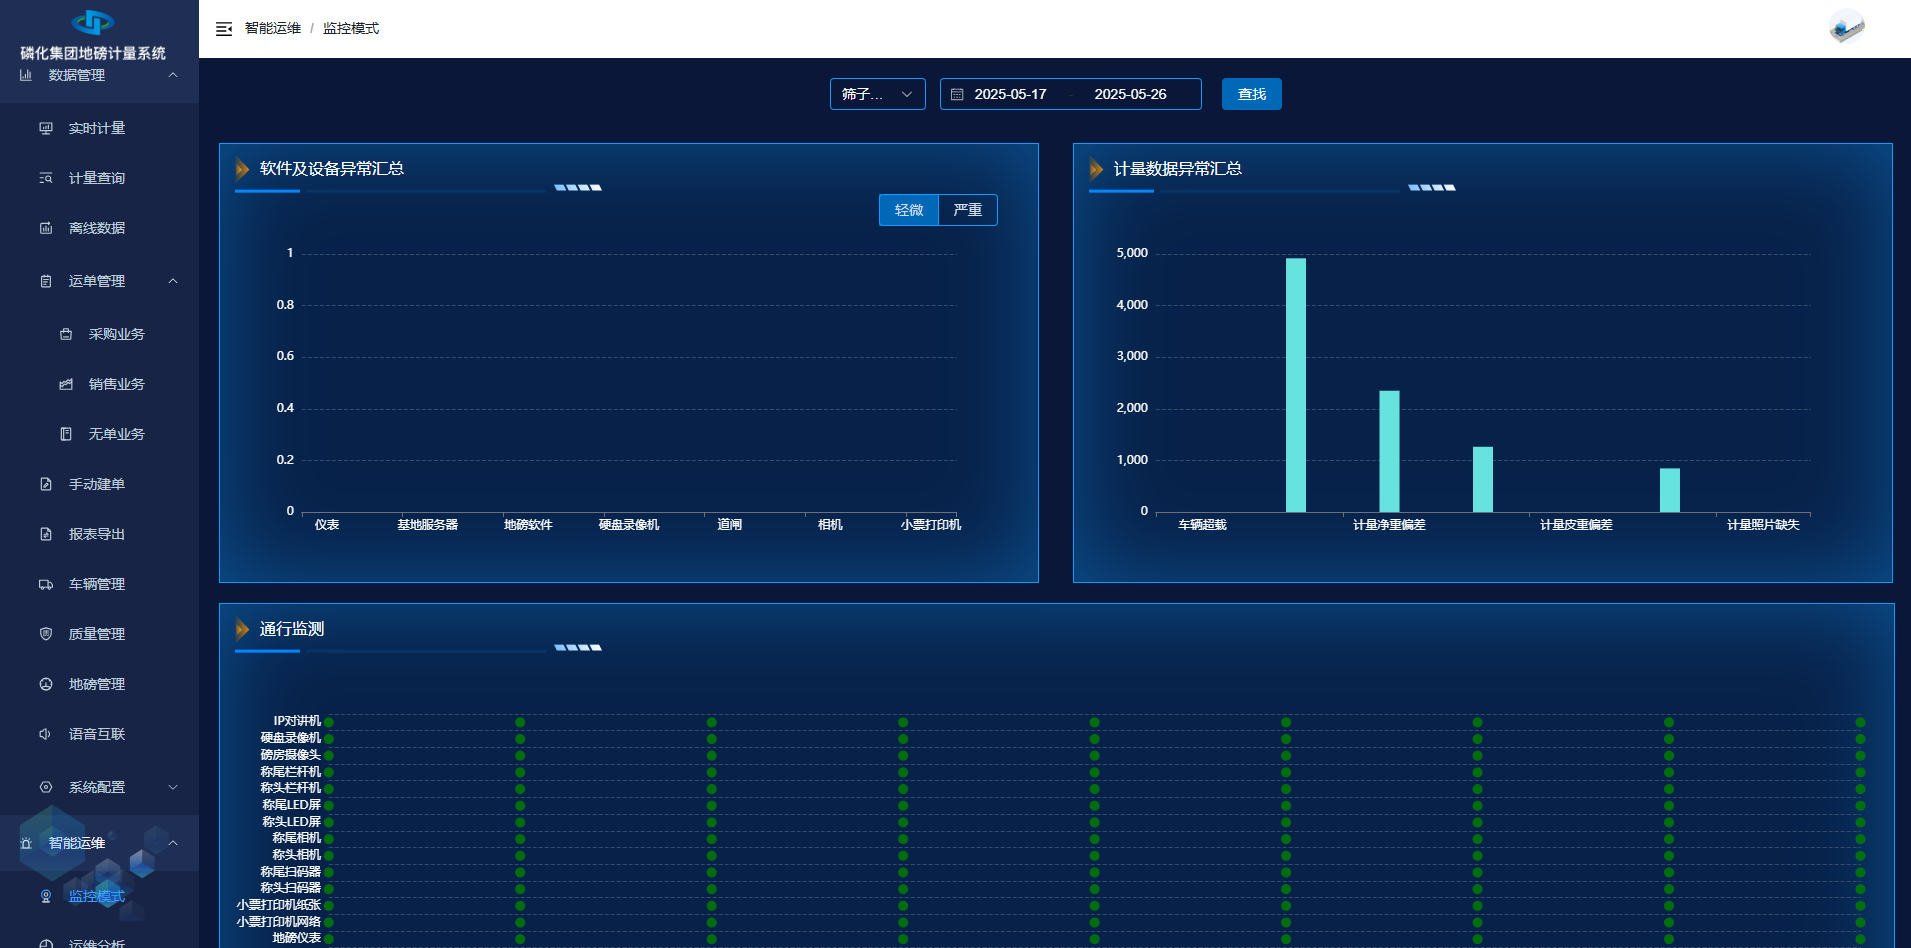 磷化集团地磅计量系统
数据管理
实时计量
计量查询
离线数据
运单管理
采购业务
销售业务
无单业务
手动建单
报表导出
车辆管理
质量管理
地磅管理
语音互联
系统配置
智能运维
监控模式
运维分析
智能运维 / 监控模式
筛子... 2025-05-17 - 2025-05-26 查找
软件及设备异常汇总
轻微 严重
1
0.8
0.6
0.4
0.2
0
仪表 基地服务器 地磅软件 硬盘录像机 道闸 相机 小票打印机
计量数据异常汇总
5,000
4,000
3,000
2,000
1,000
0
车辆超载 计量净重偏差 计量皮重偏差 计量照片缺失
通行监测
IP对讲机
硬盘录像机
磅房摄像头
称尾栏杆机
称头栏杆机
称尾LED屏
称头LED屏
称尾相机
称头相机
称尾扫码器
称头扫码器
小票打印机纸张
小票打印机网络
地磅仪表